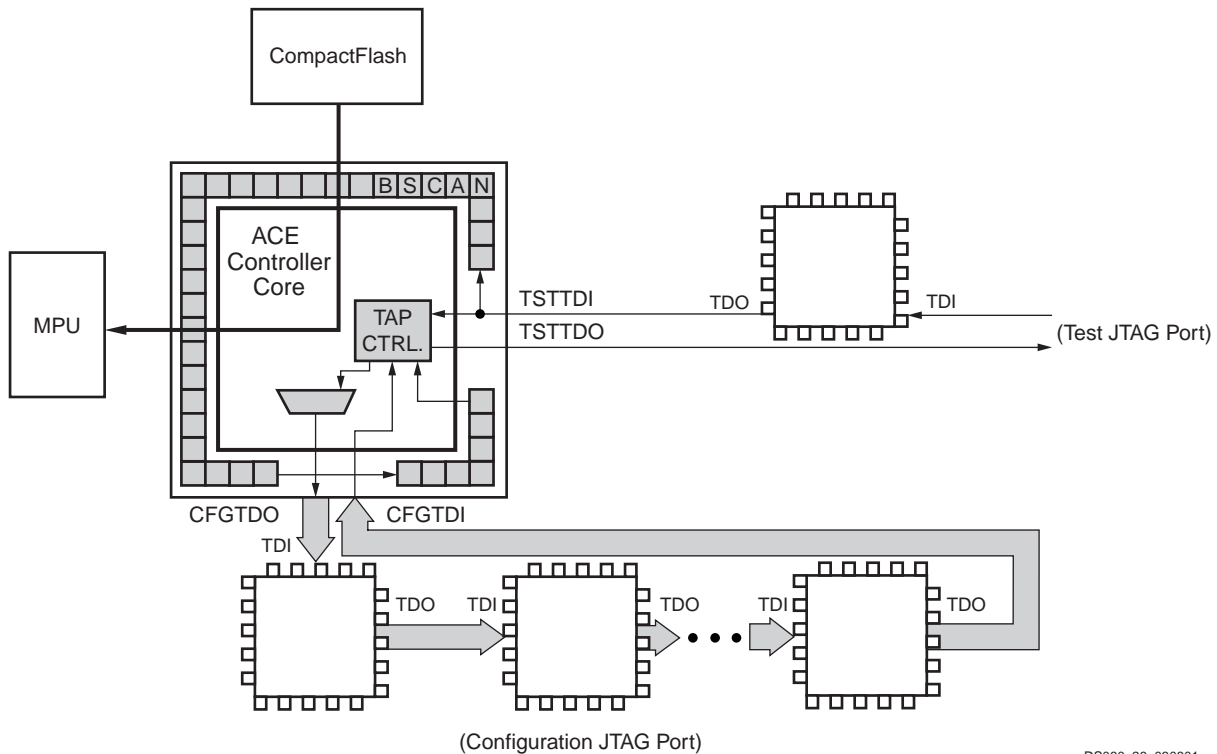 CompactFlash
B S C A N
ACE
Controller
Core
MPU
TAP
CTRL.
TSTTDI
TSTTDO
TDO
TDI
(Test JTAG Port)
CFGTDO
CFGTDI
TDI
TDO
TDI
TDO
TDI
TDO
(Configuration JTAG Port)